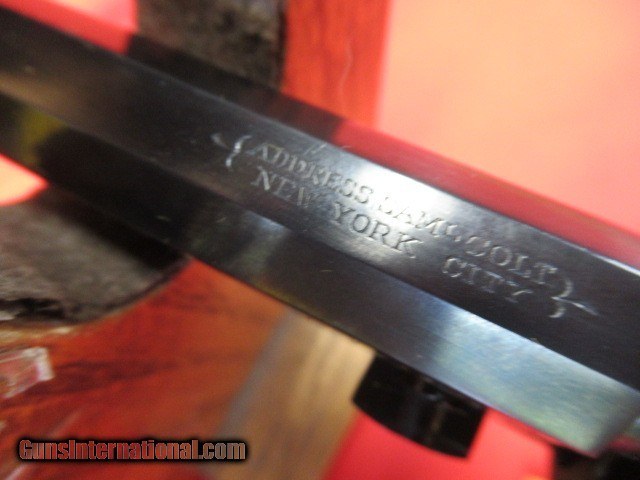 ADDRESS SAML COLT
NEW YORK CITY
GunsInternational.com